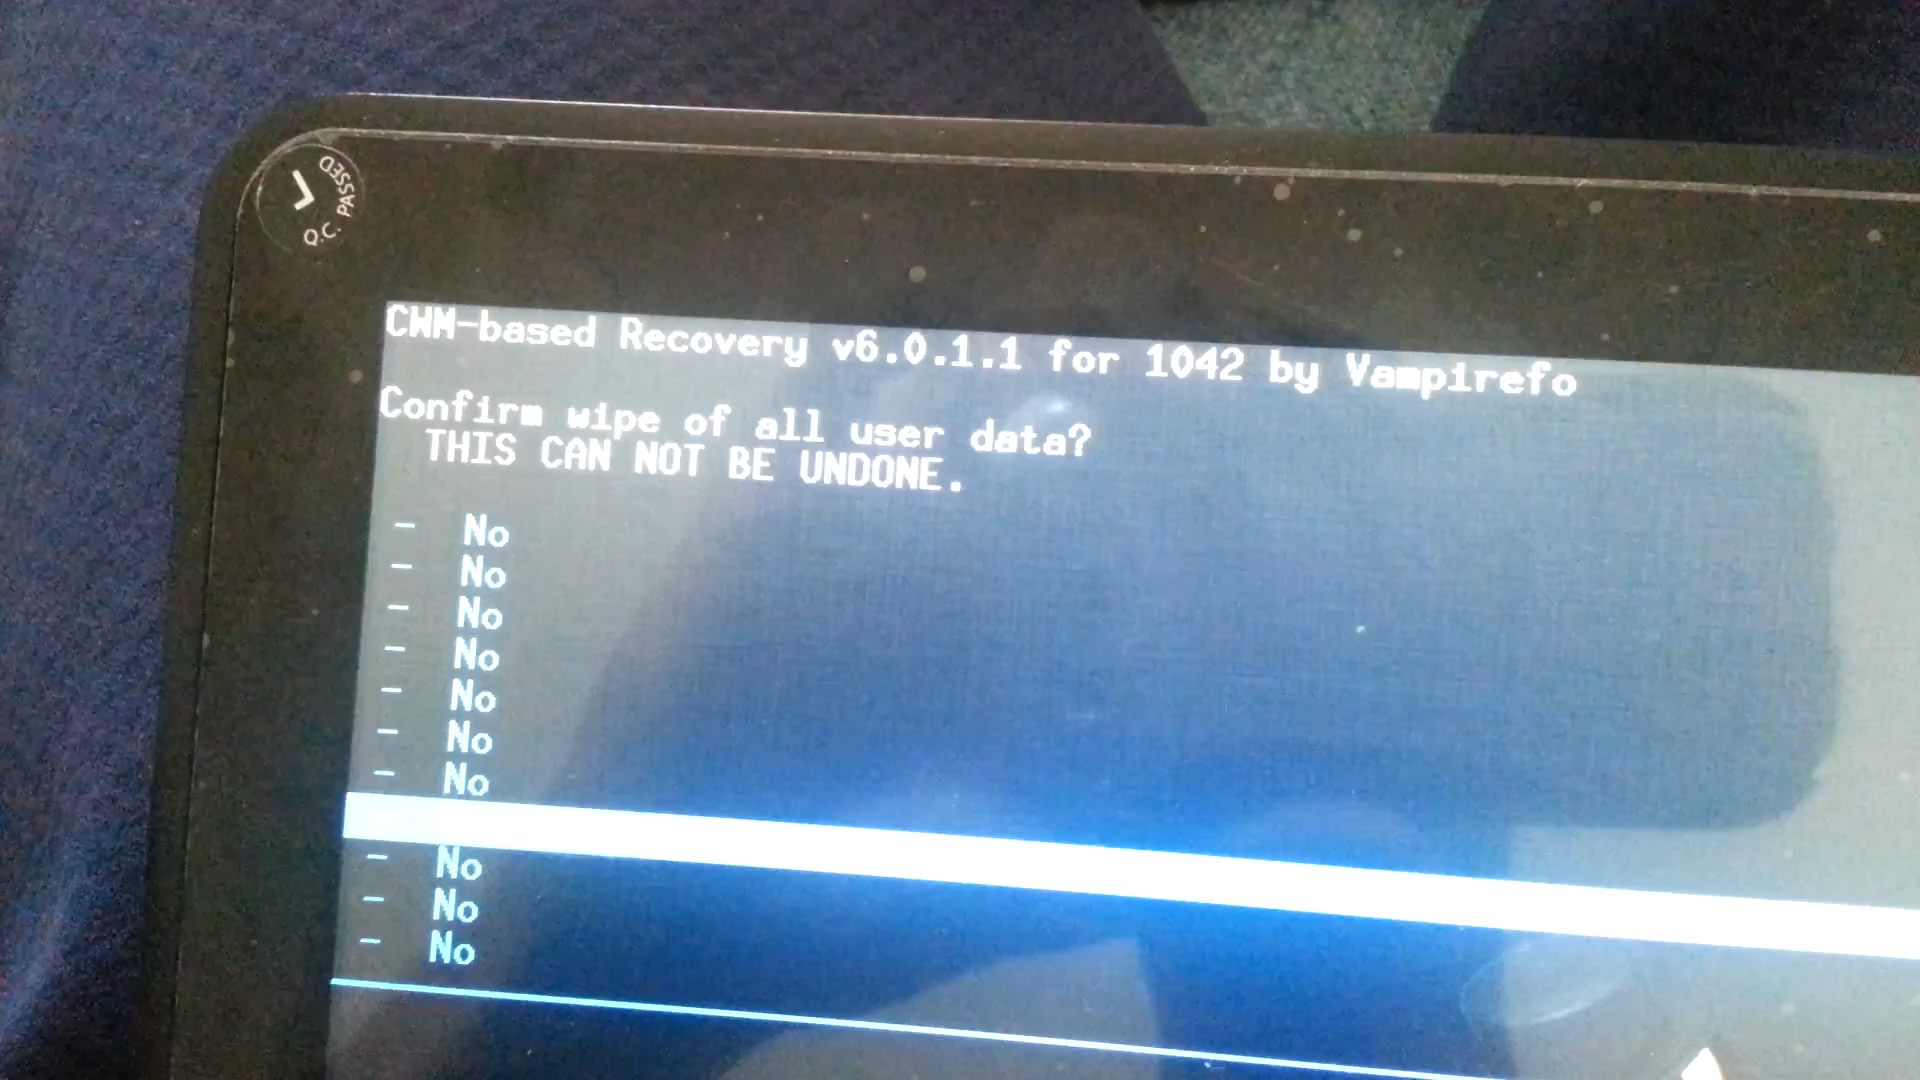 Q.C. PASSED
CWM-based Recovery v6.0.1.1 for 1042 by Vampirefo
Confirm wipe of all user data?
THIS CAN NOT BE UNDONE.
- No
- No
- No
- No
- No
- No
- No
- No
- No
- No